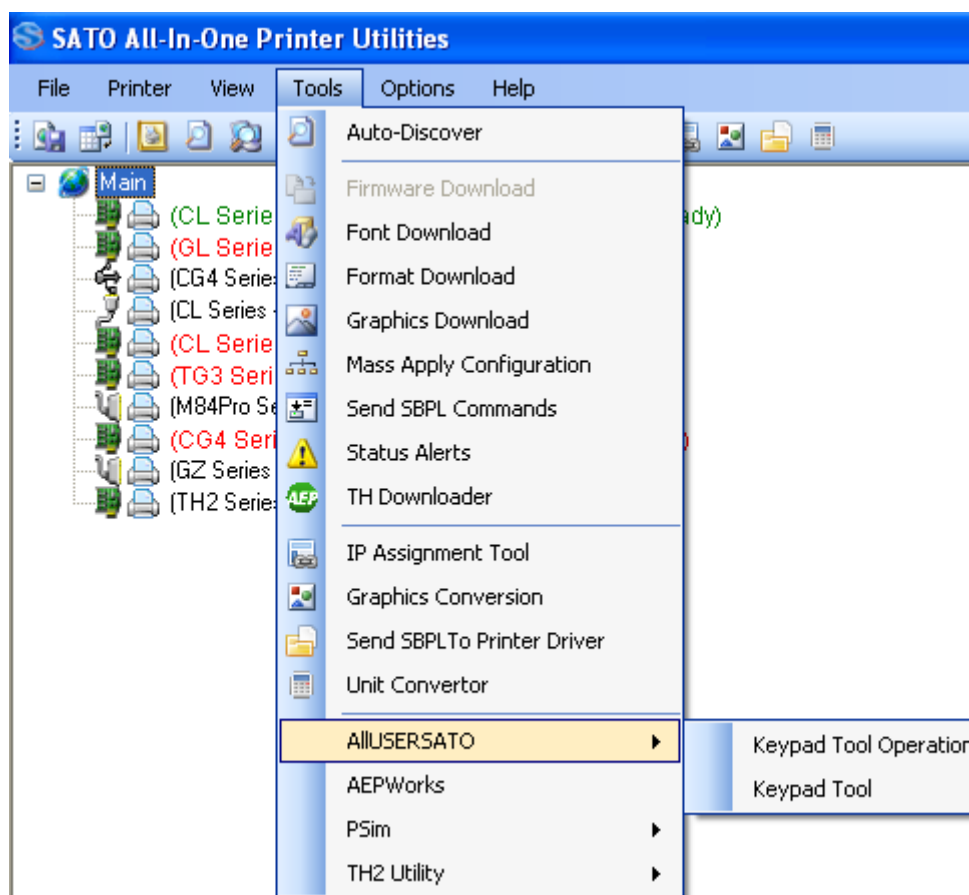 SATO All-In-One Printer Utilities
File Printer View Tools Options Help
Auto-Discover
Main
Firmware Download
(CL Serie
ady)
Font Download
(GL Serie
Format Download
(CG4 Series
(CL Series -
Graphics Download
(CL Serie
Mass Apply Configuration
(TG3 Seri
Send SBPL Commands
(M84Pro Se
Status Alerts
(CG4 Seri
)
(GZ Series
AEP
TH Downloader
(TH2 Series
IP Assignment Tool
Graphics Conversion
Send SBPLTo Printer Driver
Unit Convertor
AllUSERSATO
Keypad Tool Operation
AEPWorks
Keypad Tool
PSim
TH2 Utility